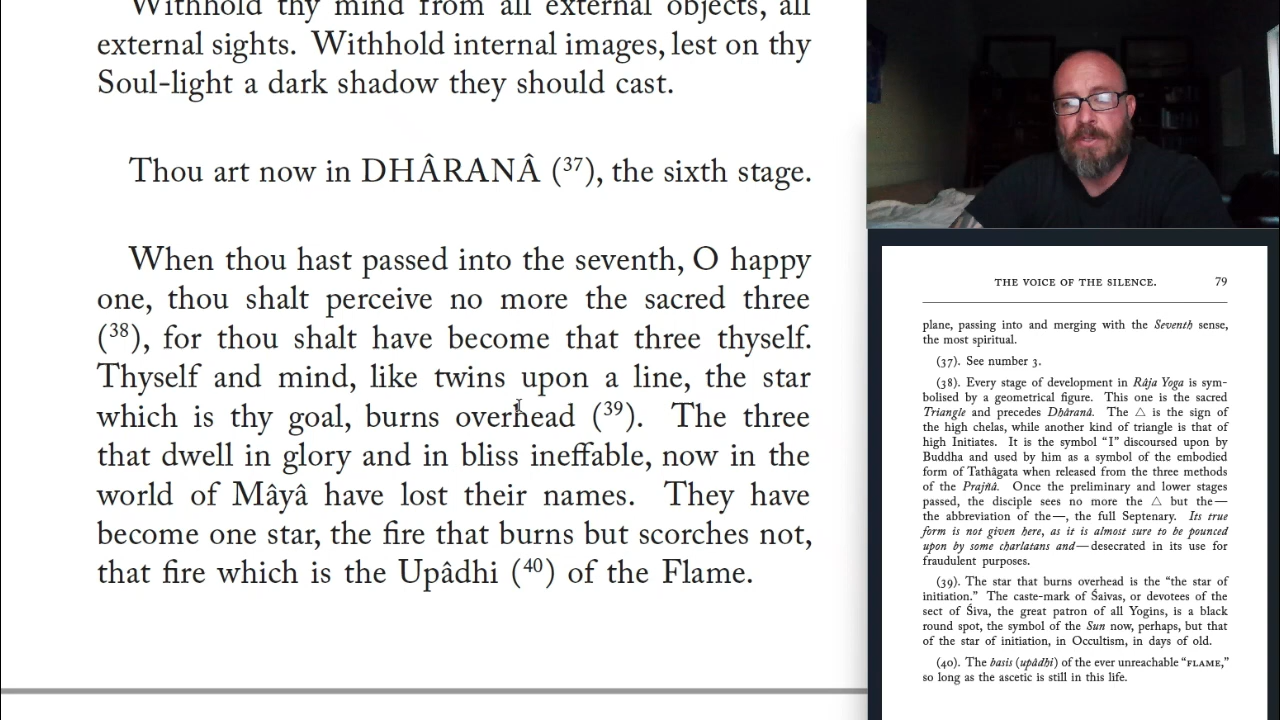 Withhold thy mind from all external objects, all
external sights. Withhold internal images, lest on thy
Soul-light a dark shadow they should cast.
Thou art now in DHÂRANÂ (37), the sixth stage.
When thou hast passed into the seventh, O happy
one, thou shalt perceive no more the sacred three
(38), for thou shalt have become that three thyself.
Thyself and mind, like twins upon a line, the star
which is thy goal, burns overhead (39). The three
that dwell in glory and in bliss ineffable, now in the
world of Mâyâ have lost their names. They have
become one star, the fire that burns but scorches not,
that fire which is the Upâdhi (40) of the Flame.
THE VOICE OF THE SILENCE. 79
plane, passing into and merging with the Seventh sense,
the most spiritual.
(37). See number 3.
(38). Every stage of development in Râja Yoga is sym-
bolised by a geometrical figure. This one is the sacred
Triangle and precedes Dhâranâ. The △ is the sign of
the high chelas, while another kind of triangle is that of
high Initiates. It is the symbol “I” discoursed upon by
Buddha and used by him as a symbol of the embodied
form of Tathâgata when released from the three methods
of the Prajñâ. Once the preliminary and lower stages
passed, the disciple sees no more the △ but the—
the abbreviation of the—, the full Septenary. Its true
form is not given here, as it is almost sure to be pounced
upon by some charlatans and—desecrated in its use for
fraudulent purposes.
(39). The star that burns overhead is the “the star of
initiation.” The caste-mark of Śaivas, or devotees of the
sect of Śiva, the great patron of all Yogins, is a black
round spot, the symbol of the Sun now, perhaps, but that
of the star of initiation, in Occultism, in days of old.
(40). The basis (upâdhi) of the ever unreachable “FLAME,”
so long as the ascetic is still in this life.